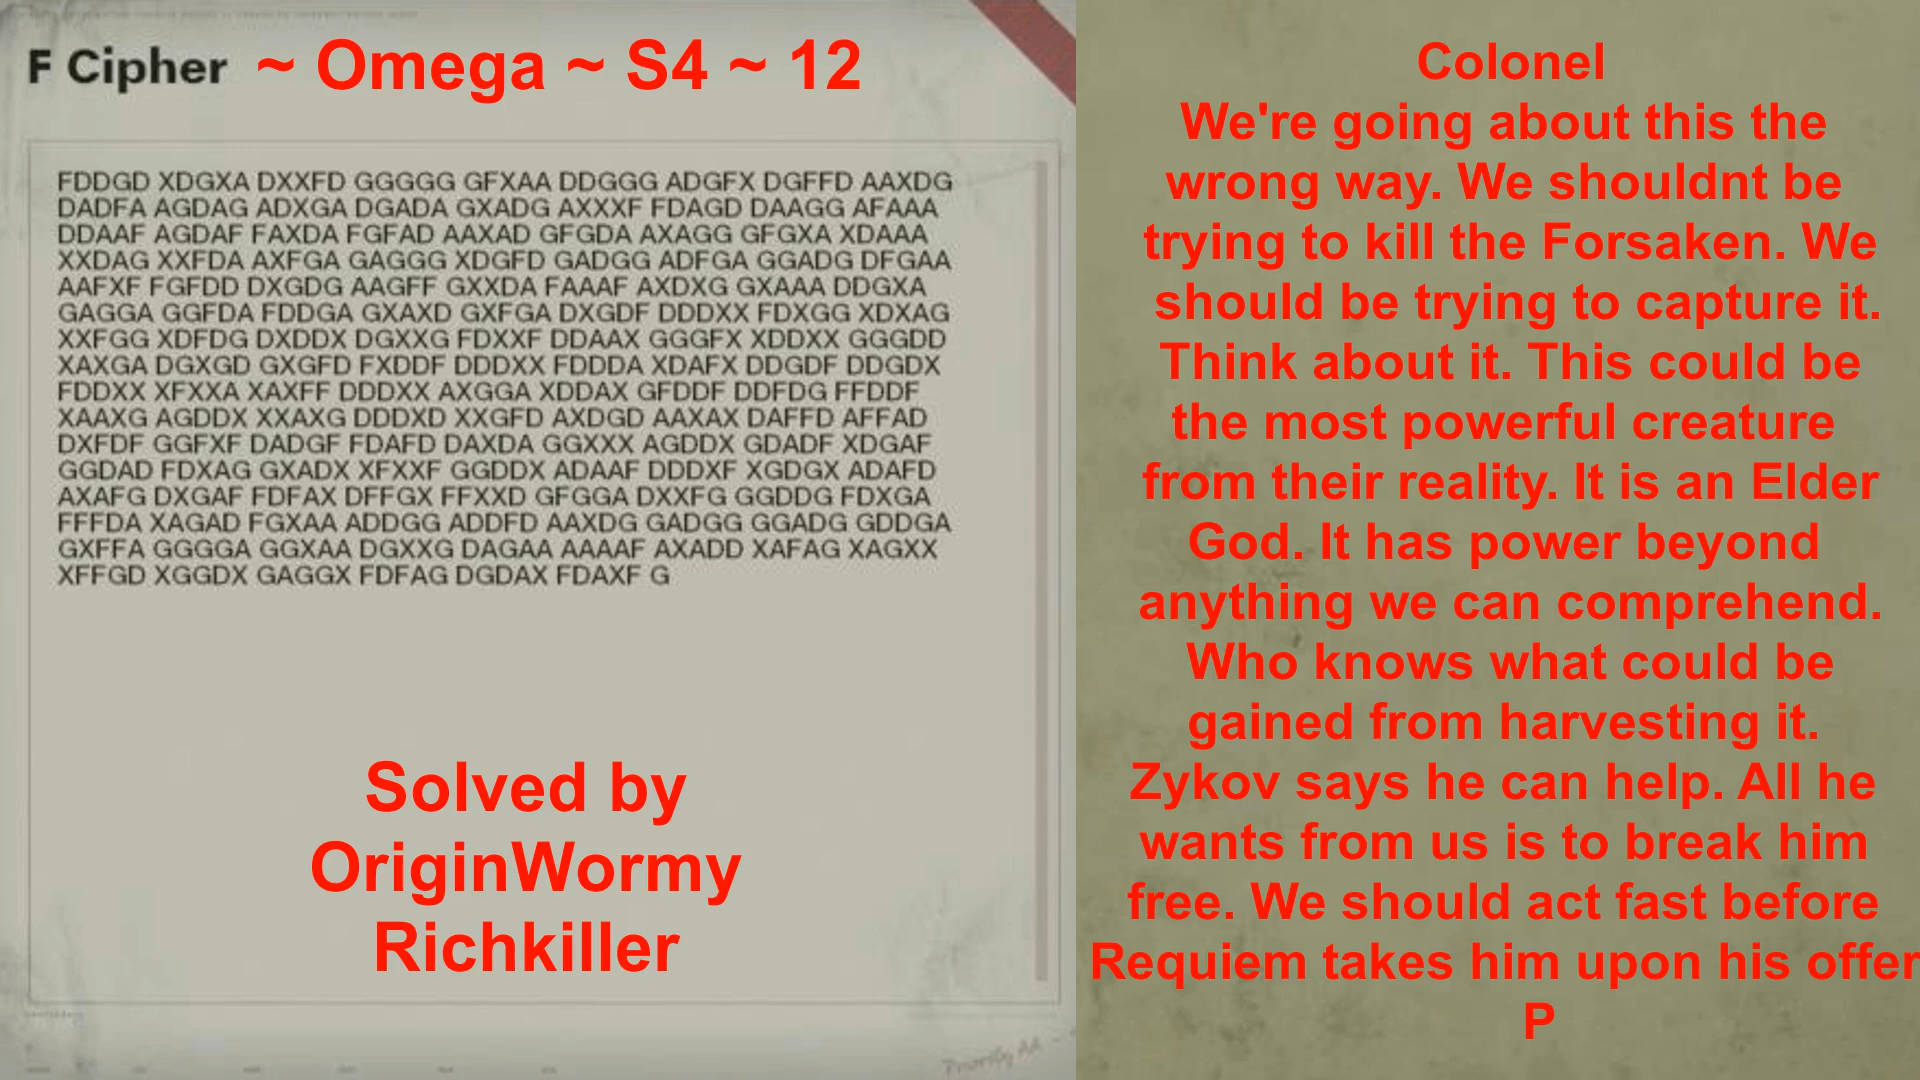 F Cipher ~ Omega ~ S4 ~ 12
FDDGD XDGXA DXXFD GGGGG GFXAA DDGGG ADGFX DGFFD AAXDG
DADFA AGDAG ADXGA DGADA GXADG AXXXF FDAGD DAAGG AFAAA
DDAAF AGDAF FAXDA FGFAD AAXAD GFGDA AXAGG GFGXA XDAAA
XXDAG XXFDA AXFGA GAGGG XDGFD GADGG ADFGA GGADG DFGAA
AAFXF FGFDD DXGDG AAGFF GXXDA FAAAF AXDXG GXAAA DDGXA
GAGGA GGFDA FDDGA GXAXD GXFGA DXGDF DDDXX FDXGG XDXAG
XXFGG XDFDG DXDDX DGXXG FDXXF DDAAX GGGFX XDDXX GGGDD
XAXGA DGXGD GXGFD FXDDF DDDXX FDDDA XDAFX DDGDF DDGDX
FDDXX XFXXA XAXFF DDDXX AXGGA XDDAX GFDDF DDFDG FFDDF
XAAXG AGDDX XXAXG DDDXD XXGFD AXDGD AAXAX DAFFD AFFAD
DXFDF GGFXF DADGF FDAFD DAXDA GGXXX AGDDX GDADF XDGAF
GGDAD FDXAG GXADX XFXXF GGDDX ADAAF DDDXF XGDGX ADAFD
AXAFG DXGAF FDFAX DFFGX FFXXD GFGGA DXXFG GGDDG FDXGA
FFFDA XAGAD FGXAA ADDGG ADDFD AAXDG GADGG GGADG GDDGA
GXFFA GGGGA GGXAA DGXXG DAGAA AAAAF AXADD XAFAG XAGXX
XFFGD XGGDX GAGGX FDFAG DGDAX FDAXF G
Solved by
OriginWormy
Richkiller
Priority AA -
Colonel
We're going about this the
wrong way. We shouldnt be
trying to kill the Forsaken. We
should be trying to capture it.
Think about it. This could be
the most powerful creature
from their reality. It is an Elder
God. It has power beyond
anything we can comprehend.
Who knows what could be
gained from harvesting it.
Zykov says he can help. All he
wants from us is to break him
free. We should act fast before
Requiem takes him upon his offer
P